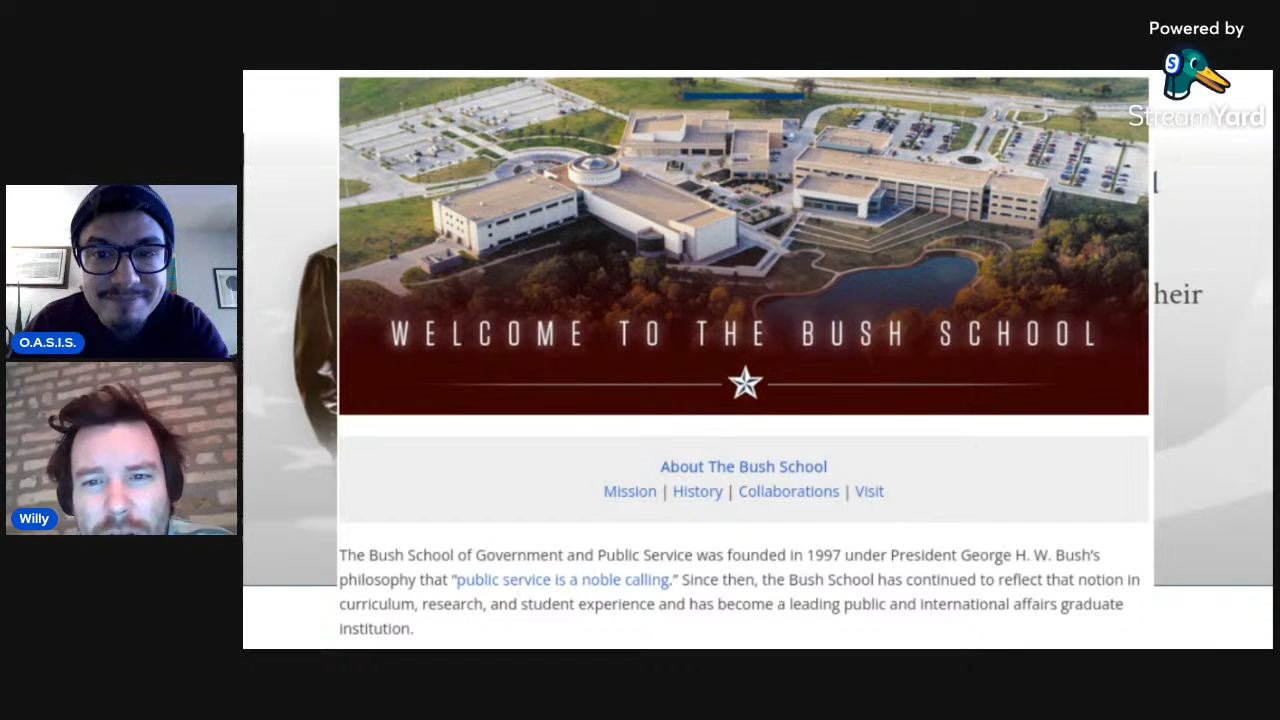 Powered by
S
StreamYard
heir
WELCOME TO THE BUSH SCHOOL
O.A.S.I.S.
About The Bush School
Mission | History | Collaborations | Visit
Willy
The Bush School of Government and Public Service was founded in 1997 under President George H. W. Bush’s
philosophy that “public service is a noble calling.” Since then, the Bush School has continued to reflect that notion in
curriculum, research, and student experience and has become a leading public and international affairs graduate
institution.